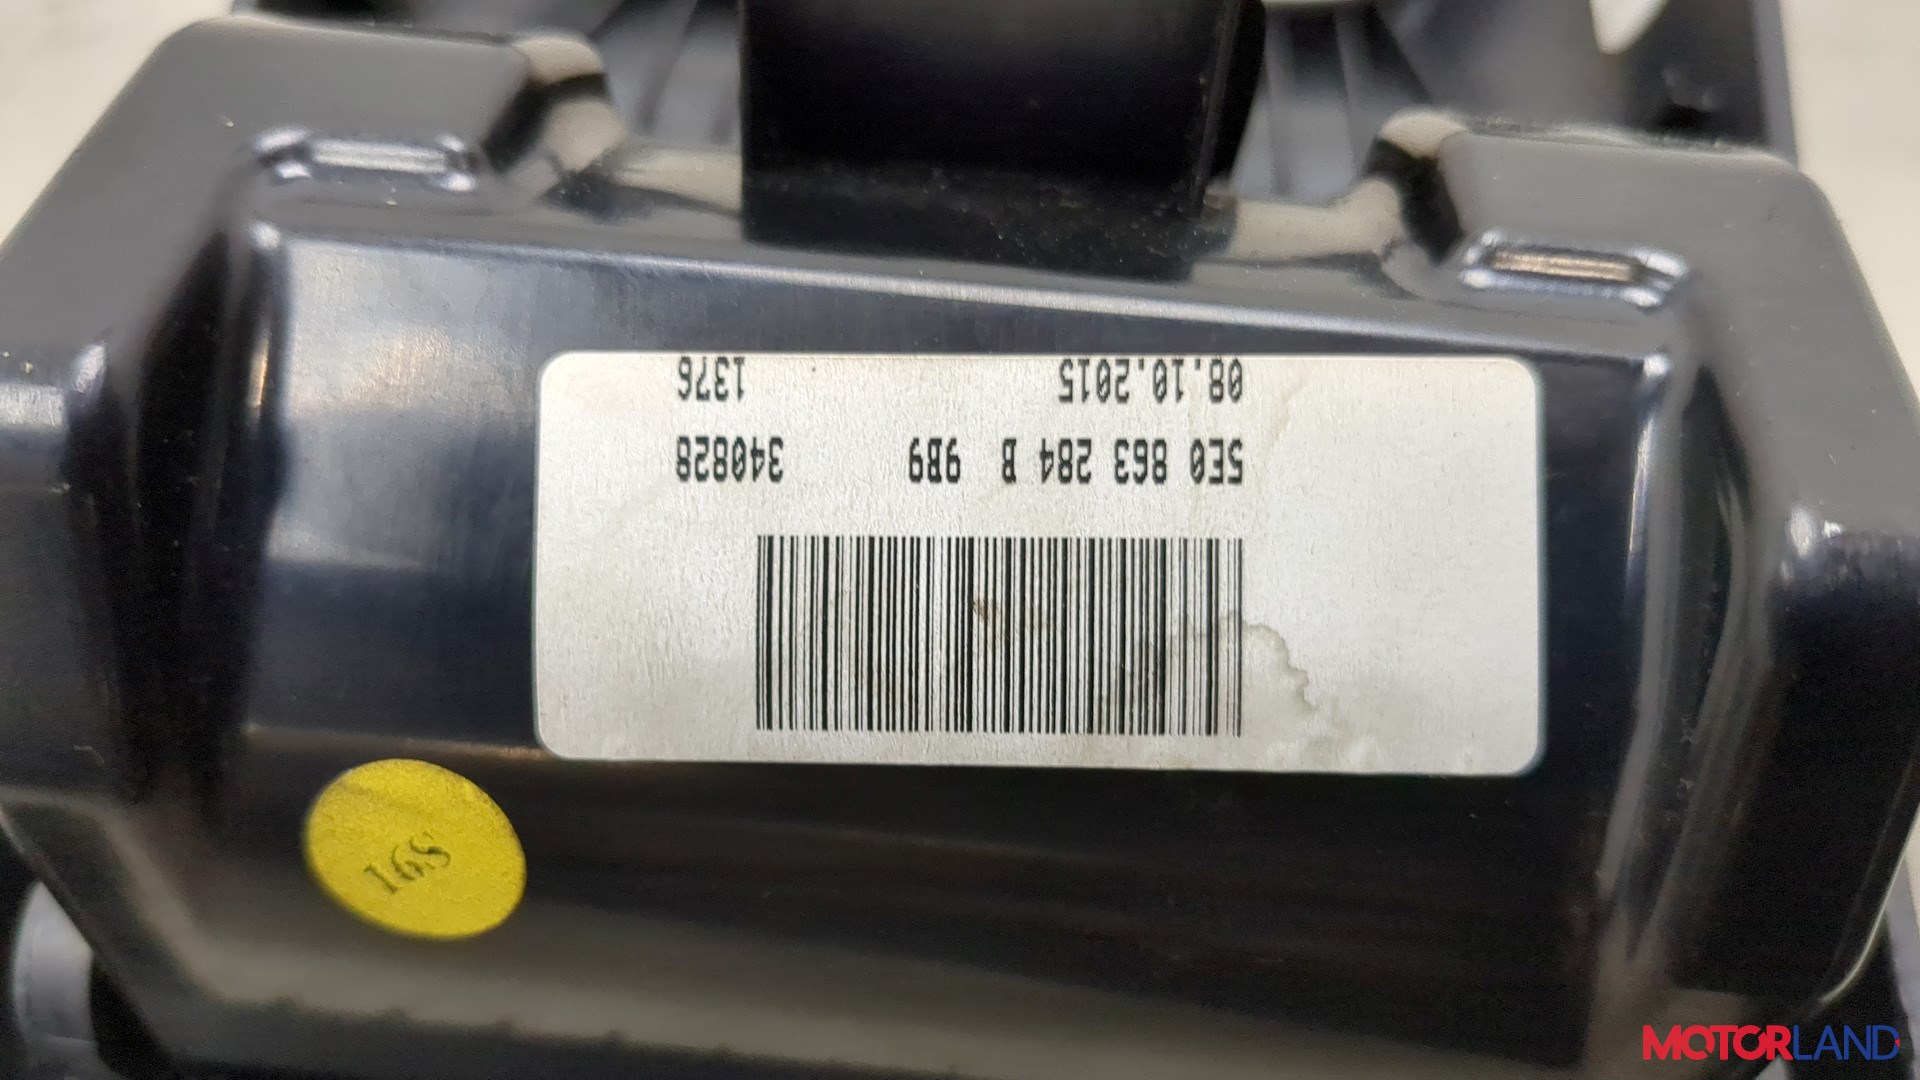 5E0 863 284 B 9B9 340828
08.10.2015 1376
16S
MOTORLAND